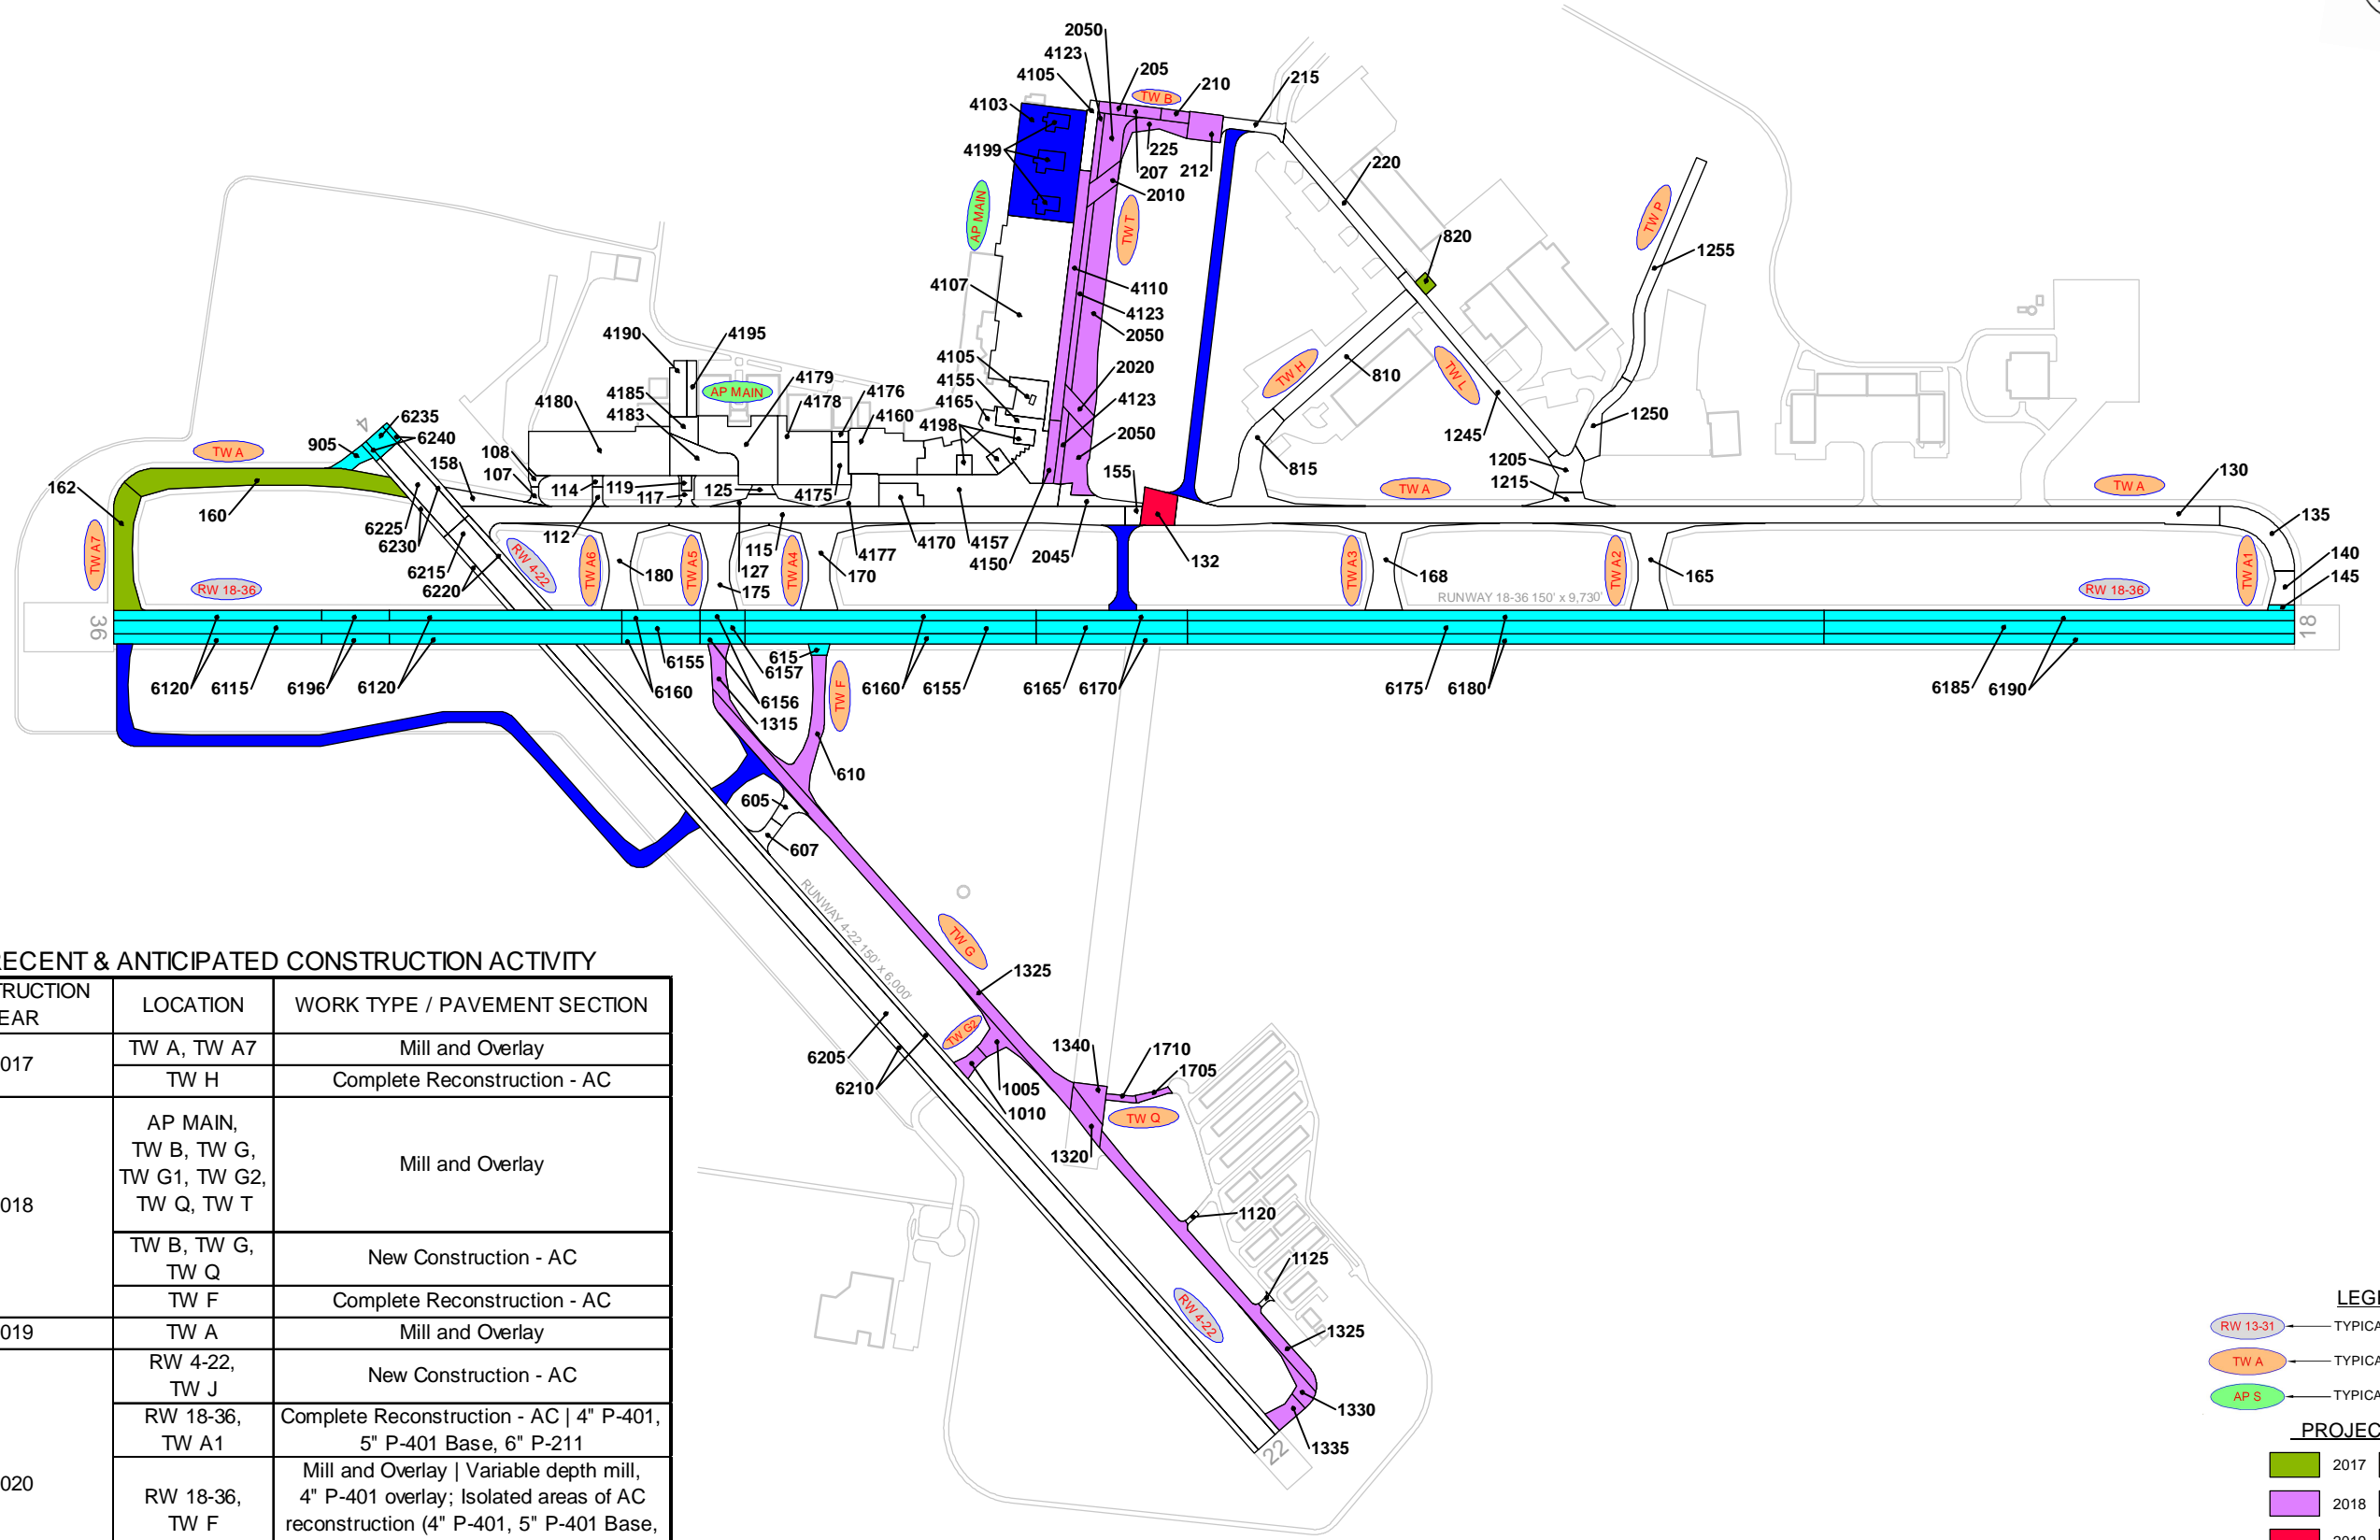 2050
4123
4105
205
210
215
TW B
4103
4199
225
207
212
220
2010
AP MAIN
TW T
TW P
820
1255
4107
4110
4123
2050
4190
4195
4105
4155
4165
2020
4123
2050
TW H
810
TW L
1245
1250
AP MAIN
4179
4176
4178
4160
4185
4183
4180
4198
4
6235
6240
905
TW A
158
108
107
114
119
117
125
4175
155
815
1205
1215
TW A
TW A
130
162
160
6225
6230
112
115
127
4177
4170
4157
4150
2045
132
135
TW A7
6215
6220
RW 4-22
TW A6
180
TW A5
175
TW A4
170
TW A3
168
TW A2
165
TW A1
140
145
RW 18-36
RUNWAY 18-36 150' x 9,730'
RW 18-36
36
18
6120
6115
6196
6120
6155
6160
615
6157
6156
1315
TW F
6160
6155
6165
6170
6175
6180
6185
6190
610
605
607
RUNWAY 4-22 150' x 6,000'
TW G
1325
TW G2
6205
6210
1005
1010
1340
1710
1705
TW Q
1320
1120
1125
RW 4-22
1325
1330
1335
22
RECENT & ANTICIPATED CONSTRUCTION ACTIVITY
TRUCTION
EAR
LOCATION
WORK TYPE / PAVEMENT SECTION
017
TW A, TW A7
Mill and Overlay
TW H
Complete Reconstruction - AC
018
AP MAIN,
TW B, TW G,
TW G1, TW G2,
TW Q, TW T
Mill and Overlay
TW B, TW G,
TW Q
New Construction - AC
TW F
Complete Reconstruction - AC
019
TW A
Mill and Overlay
020
RW 4-22,
TW J
New Construction - AC
RW 18-36,
TW A1
Complete Reconstruction - AC | 4" P-401,
5" P-401 Base, 6" P-211
RW 18-36,
TW F
Mill and Overlay | Variable depth mill,
4" P-401 overlay; Isolated areas of AC
reconstruction (4" P-401, 5" P-401 Base,
LEG
RW 13-31
TYPICA
TW A
TYPICA
AP S
TYPICA
PROJEC
2017
2018
2019